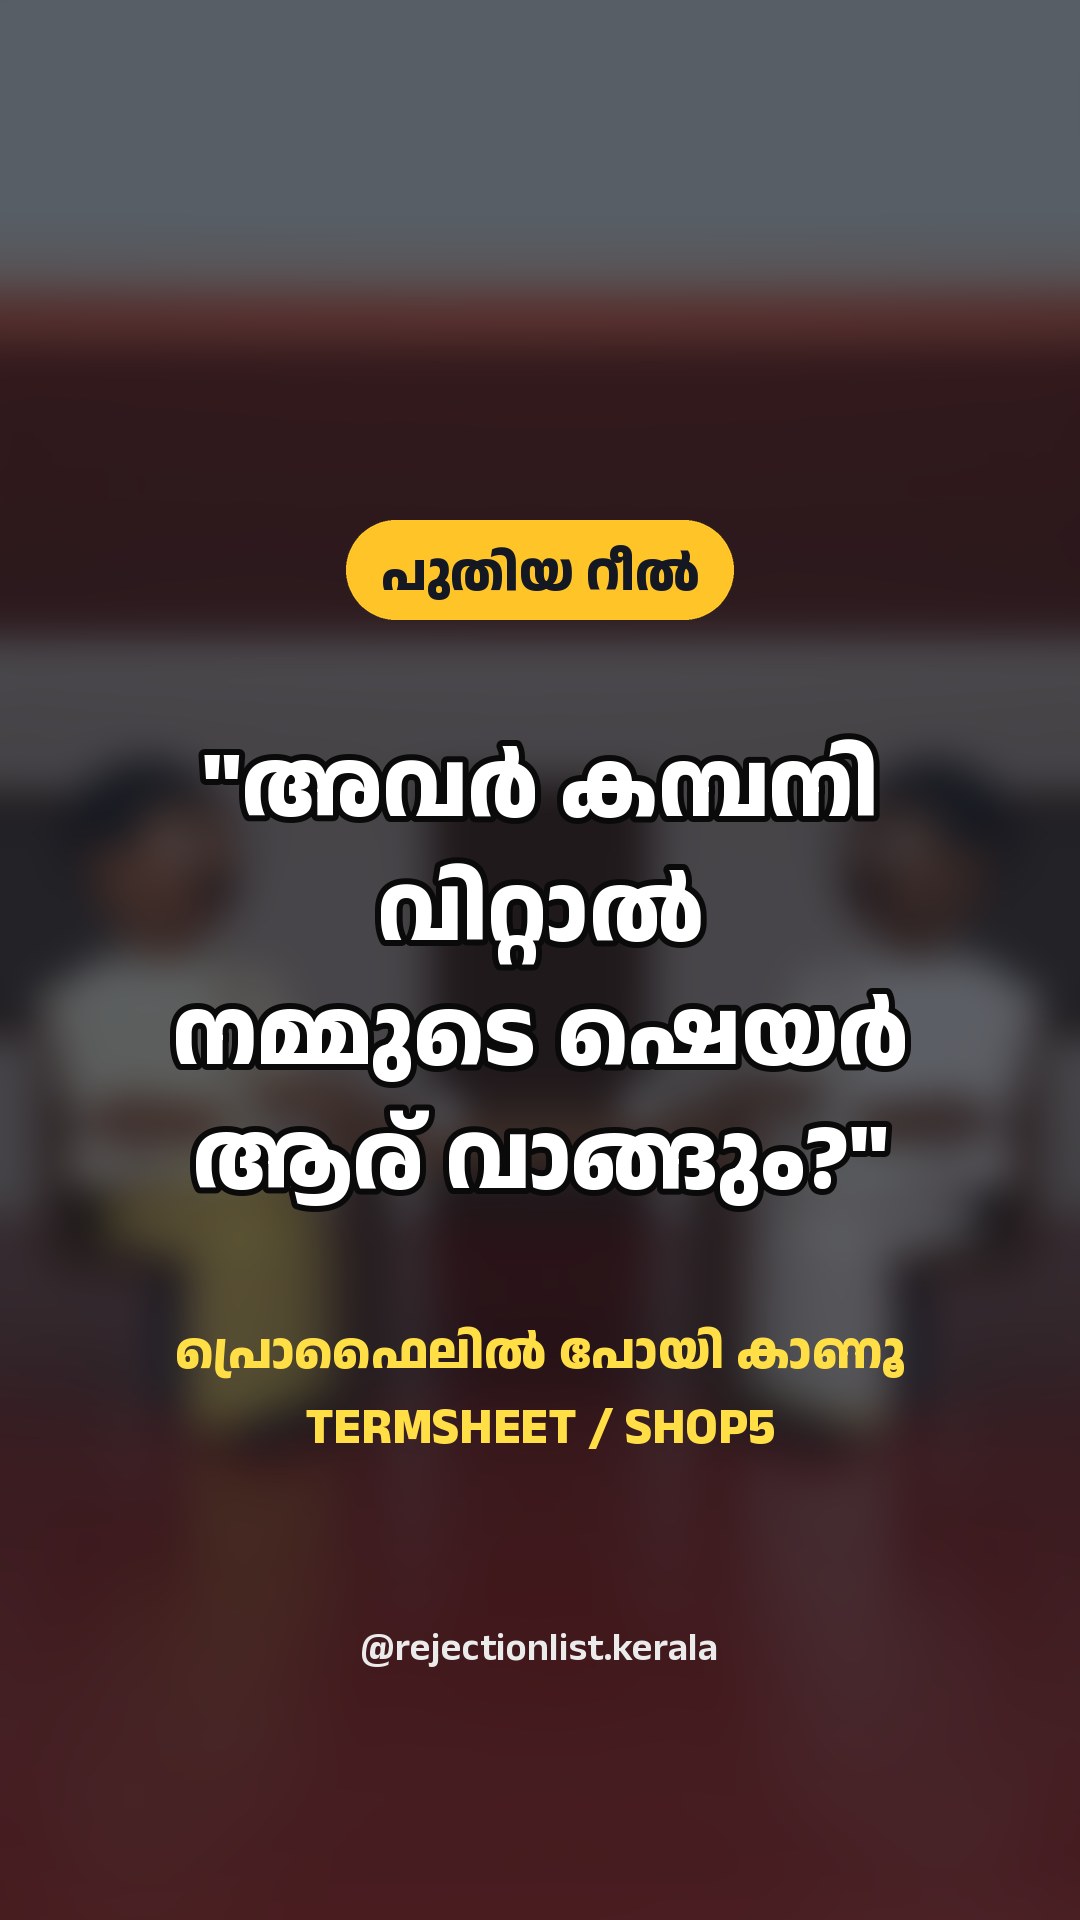 പുതിയ റീൽ
"അവർ കമ്പനി
വിറ്റാൽ
നമ്മുടെ ഷെയർ
ആര് വാങ്ങും?"
പ്രൊഫൈലിൽ പോയി കാണൂ
TERMSHEET / SHOP5
@rejectionlist.kerala